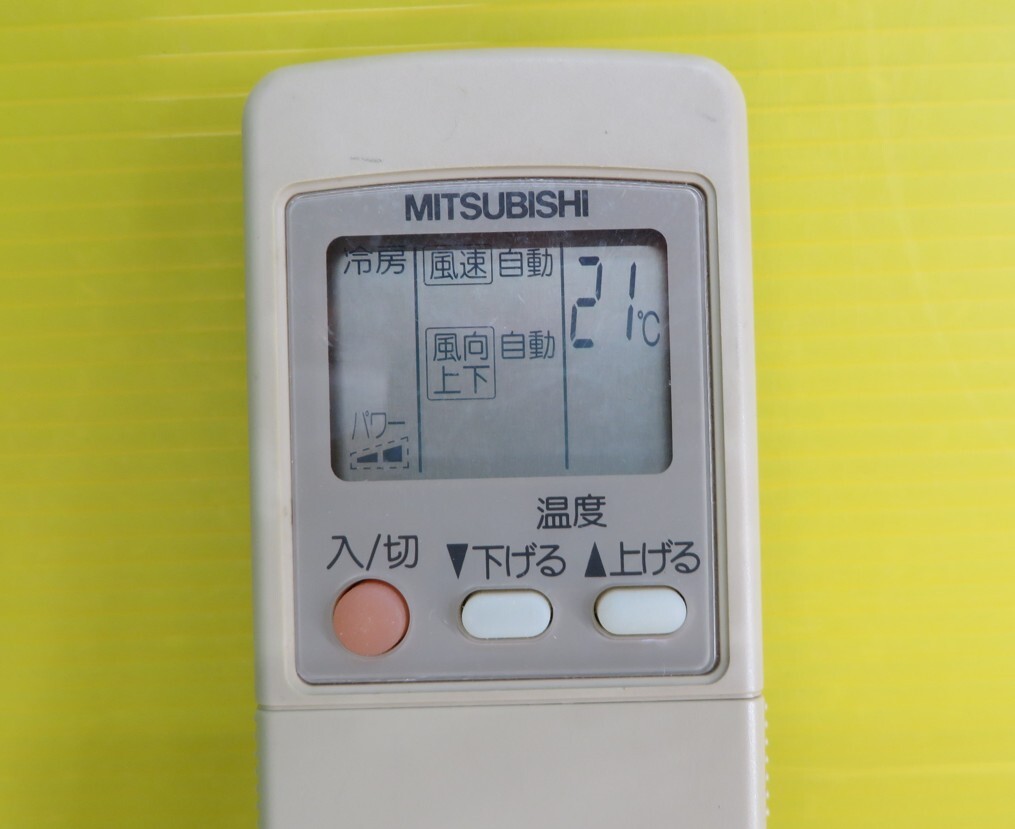 MITSUBISHI
冷房 風速 自動 21℃
風向 自動
上下
パワー
温度
入/切 ▼下げる ▲上げる